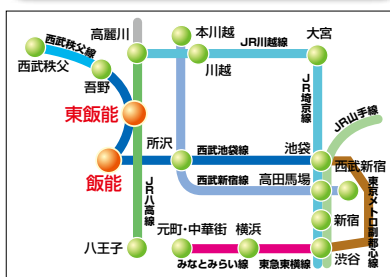 高麗川
本川越
大宮
西武秩父線
JR川越線
西武秩父
川越
吾野
JR埼京線
JR山手線
東飯能
所沢
西武池袋線
池袋
西武新宿
飯能
西武新宿線
高田馬場
JR八高線
東京メトロ副都心線
新宿
元町・中華街
横浜
八王子
渋谷
みなとみらい線
東急東横線